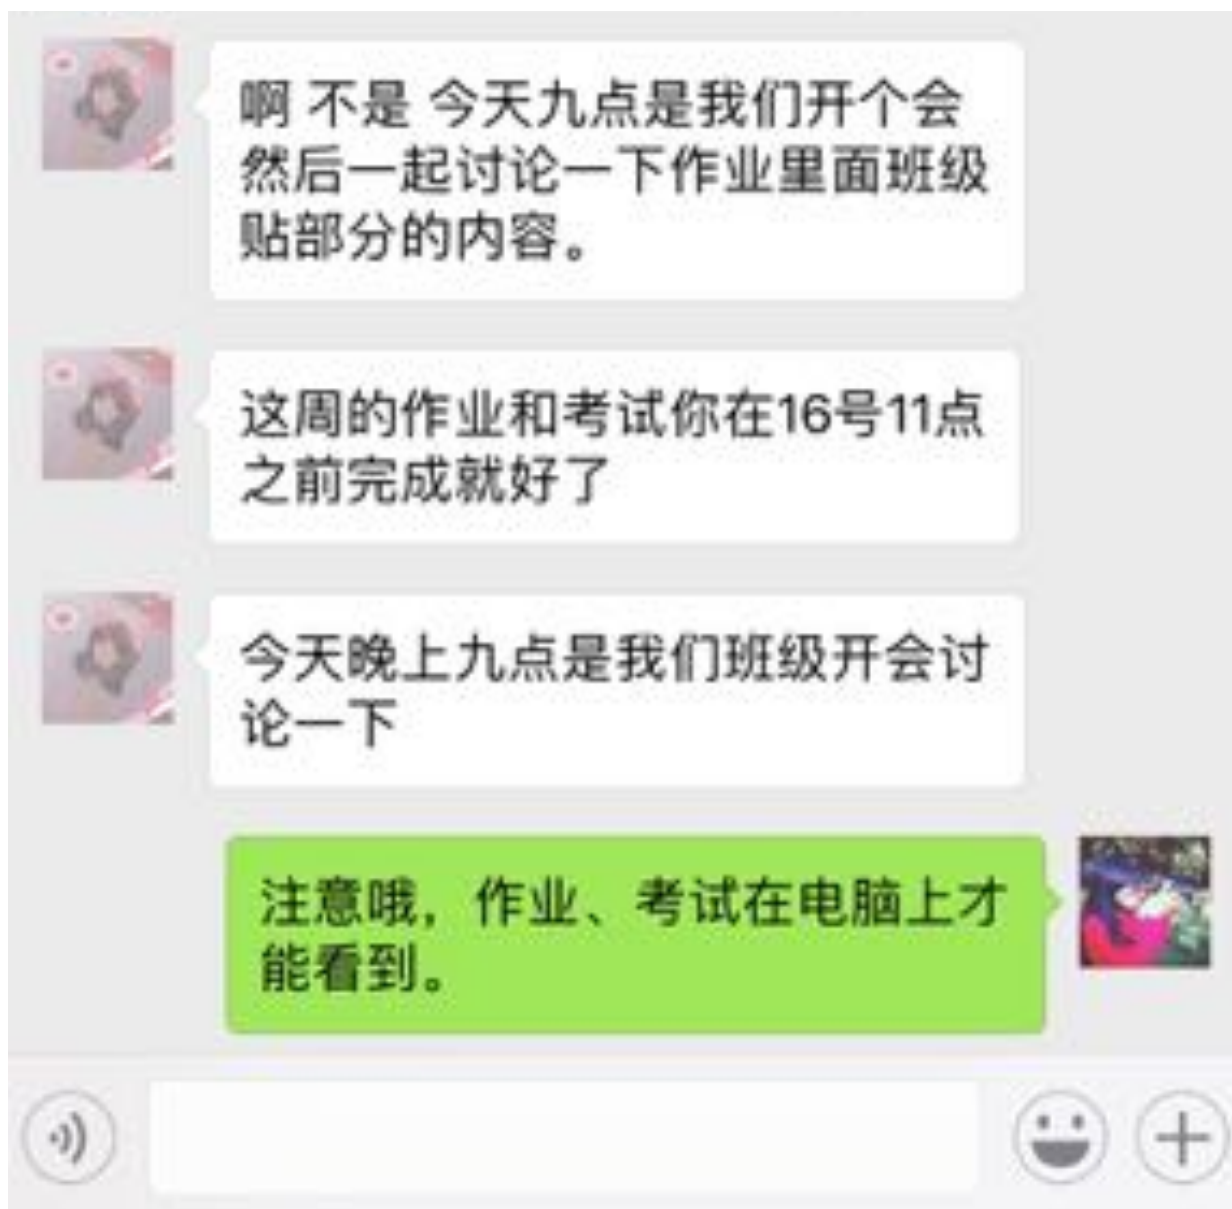 啊 不是 今天九点是我们开个会
然后一起讨论一下作业里面班级
贴部分的内容。
这周的作业和考试你在16号11点
之前完成就好了
今天晚上九点是我们班级开会讨
论一下
注意哦，作业、考试在电脑上才
能看到。